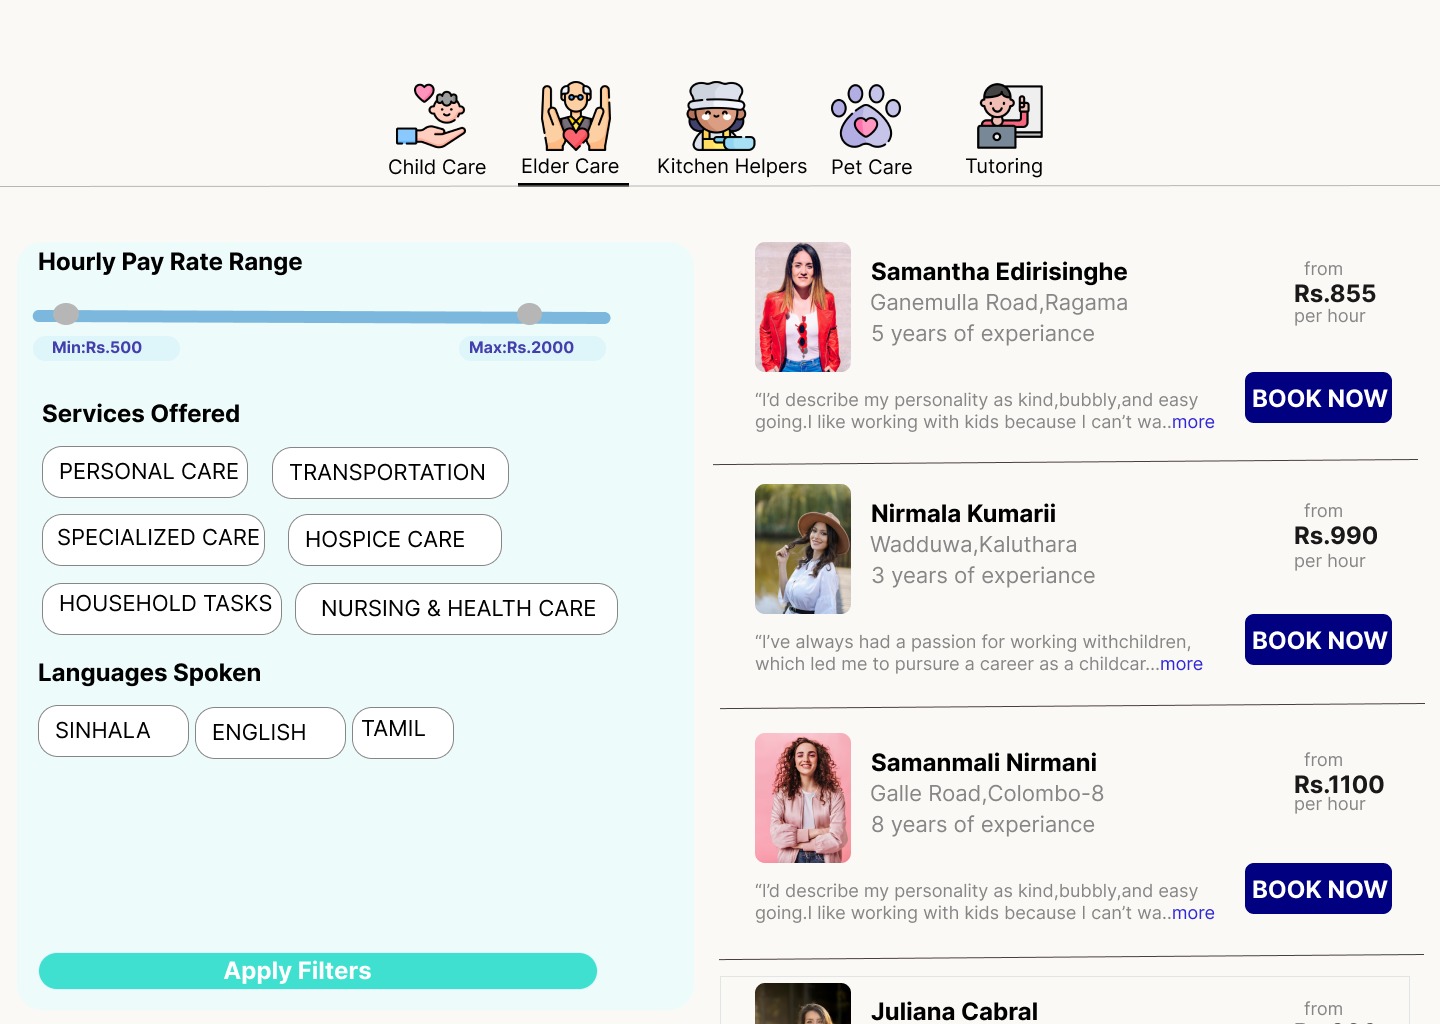 Child Care
Elder Care
Kitchen Helpers
Pet Care
Tutoring
Hourly Pay Rate Range
Min:Rs.500
Max:Rs.2000
Services Offered
PERSONAL CARE
TRANSPORTATION
SPECIALIZED CARE
HOSPICE CARE
HOUSEHOLD TASKS
NURSING & HEALTH CARE
Languages Spoken
SINHALA
ENGLISH
TAMIL
Apply Filters
Samantha Edirisinghe
Ganemulla Road,Ragama
5 years of experiance
from
Rs.855
per hour
“I’d describe my personality as kind,bubbly,and easy
going.I like working with kids because I can’t wa..more
BOOK NOW
Nirmala Kumarii
Wadduwa,Kaluthara
3 years of experiance
from
Rs.990
per hour
“I’ve always had a passion for working withchildren,
which led me to pursure a career as a childcar...more
BOOK NOW
Samanmali Nirmani
Galle Road,Colombo-8
8 years of experiance
from
Rs.1100
per hour
“I’d describe my personality as kind,bubbly,and easy
going.I like working with kids because I can’t wa..more
BOOK NOW
Juliana Cabral
from